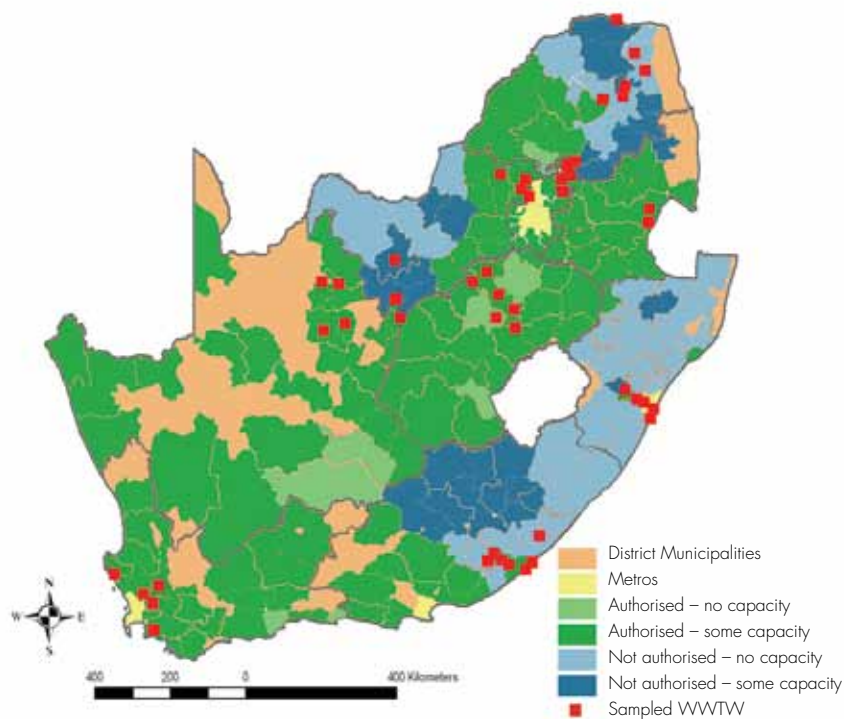 District Municipalities
Metros
Authorised – no capacity
Authorised – some capacity
Not authorised – no capacity
Not authorised – some capacity
Sampled WWTW
N
W E
S
400 200 0 400 Kilometers